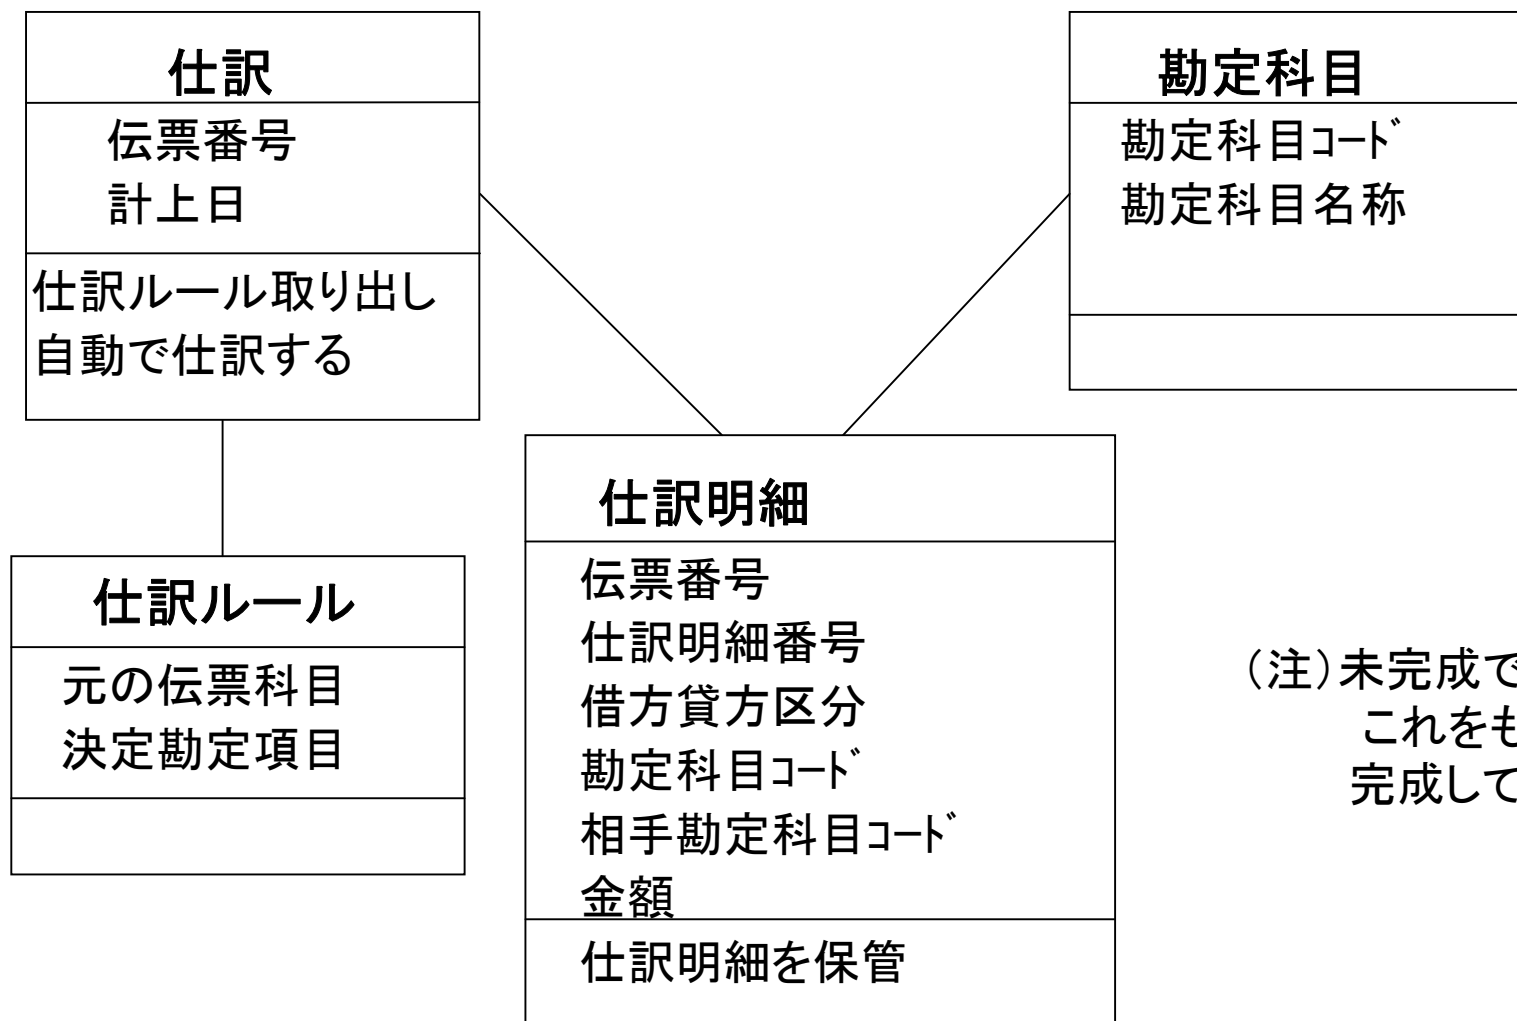 仕訳
伝票番号
計上日
仕訳ルール取り出し
自動で仕訳する
勘定科目
勘定科目ｺｰﾄﾞ
勘定科目名称
仕訳ルール
元の伝票科目
決定勘定項目
仕訳明細
伝票番号
仕訳明細番号
借方貸方区分
勘定科目ｺｰﾄﾞ
相手勘定科目ｺｰﾄﾞ
金額
仕訳明細を保管
（注）未完成で
これをも
完成して